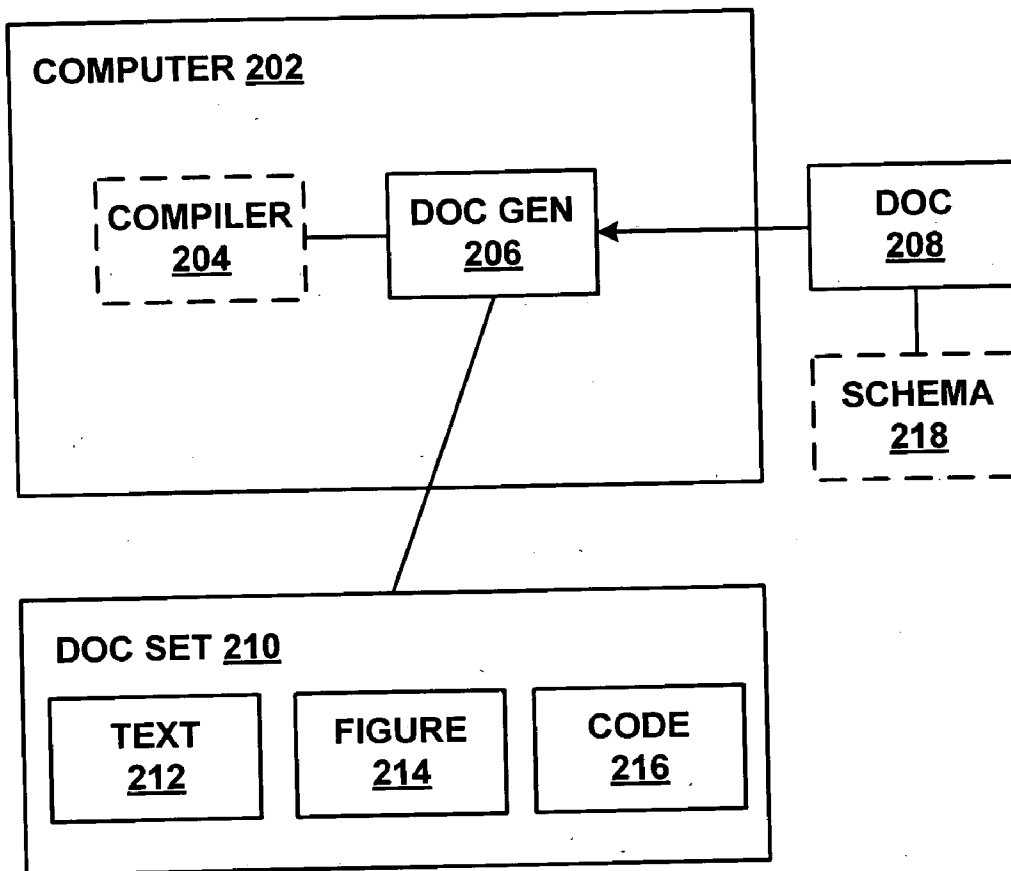 COMPUTER 202
COMPILER
204
DOC GEN
206
DOC
208
SCHEMA
218
DOC SET 210
TEXT
212
FIGURE
214
CODE
216